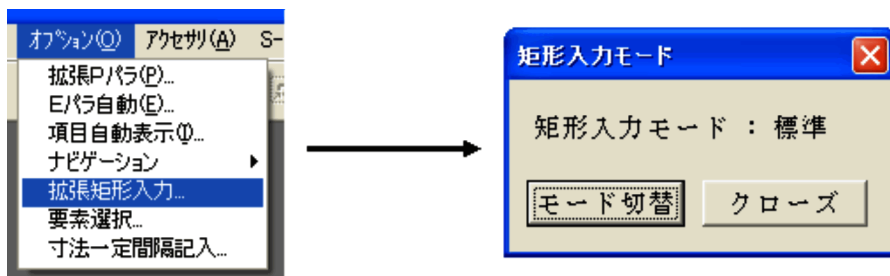 オプション(O) アクセサリ(A) S-
拡張Pパラ(P)...
Eパラ自動(E)...
項目自動表示(I)...
ナビゲーション
拡張矩形入力...
要素選択...
寸法一定間隔記入...
矩形入力モード
矩形入力モード : 標準
モード切替 クローズ